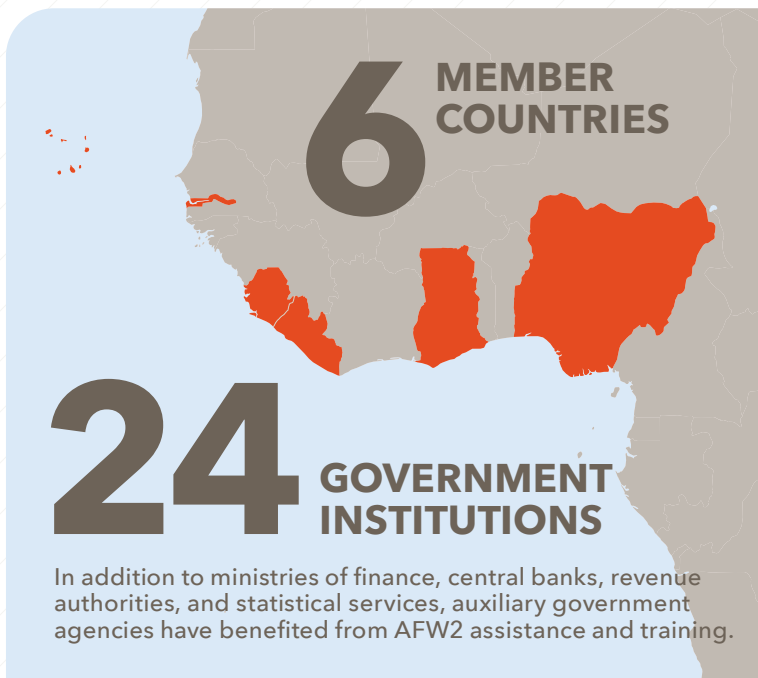 6 MEMBER
COUNTRIES
24 GOVERNMENT
INSTITUTIONS
In addition to ministries of finance, central banks, revenue
authorities, and statistical services, auxiliary government
agencies have benefited from AFW2 assistance and training.